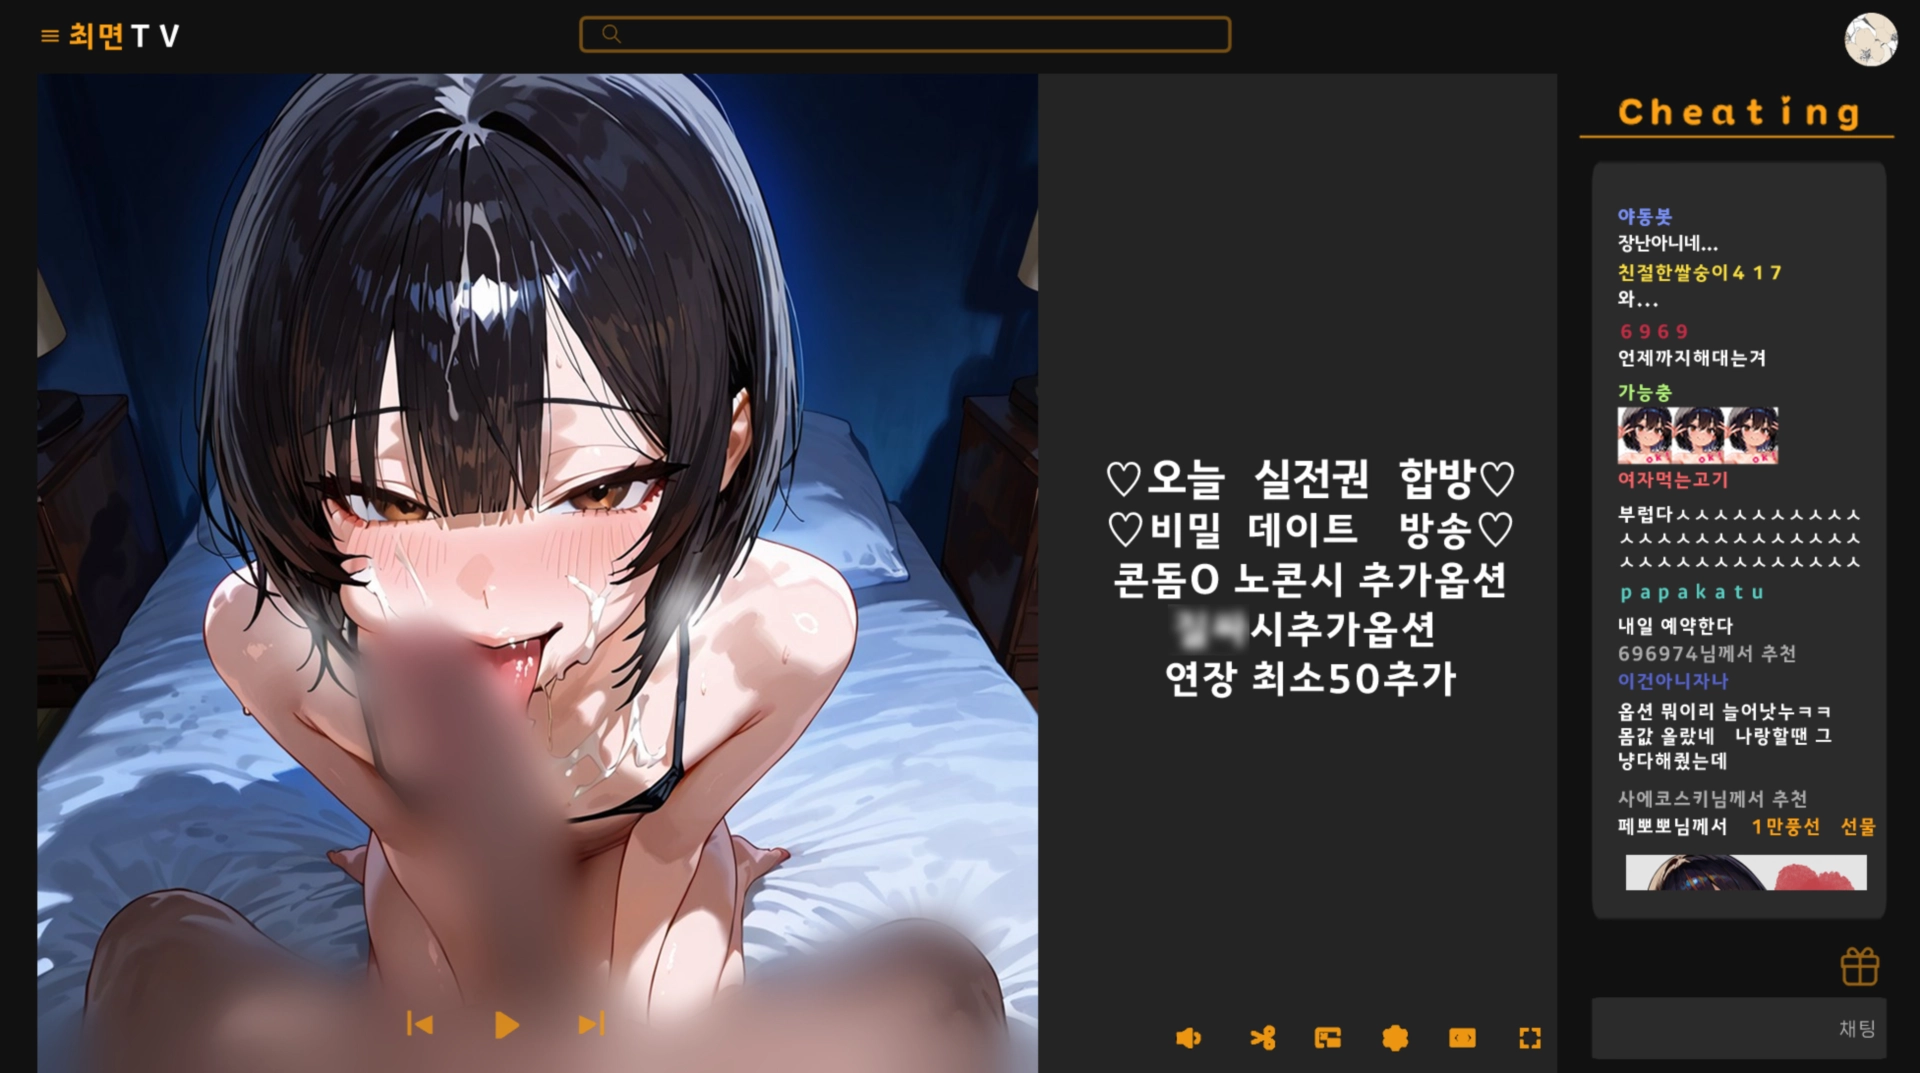 최면TV
♡오늘 실전권 합방♡
♡비밀 데이트 방송♡
콘돔O 노콘시 추가옵션
시추가옵션
연장 최소50추가
Cheating
야동봇
장난아니네...
친절한쌀숭이417
와...
6969
언제까지해대는겨
가능충
여자먹는고기
부럽다ㅅㅅㅅㅅㅅㅅㅅㅅㅅㅅ
ㅅㅅㅅㅅㅅㅅㅅㅅㅅㅅㅅㅅㅅ
ㅅㅅㅅㅅㅅㅅㅅㅅㅅㅅㅅㅅㅅ
papakatu
내일 예약한다
696974님께서 추천
이건아니자나
옵션 뭐이리 늘어낫누ㅋㅋ
몸값 올랐네 나랑할땐 그
냥다해줬는데
사에코스키님께서 추천
페뽀뽀님께서 1만풍선 선물
채팅